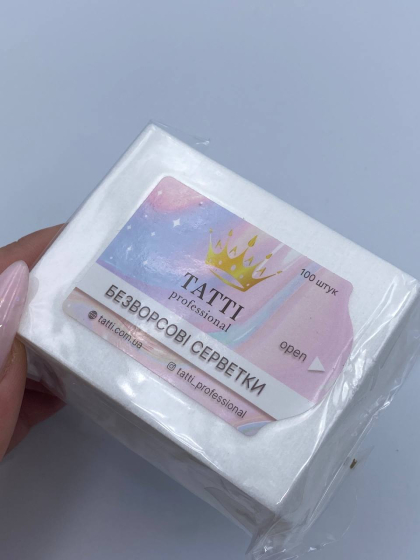 100 штук
TATTI
professional
open
БЕЗВОРСОВІ СЕРВЕТКИ
tatti.com.ua
@ tatti_professional